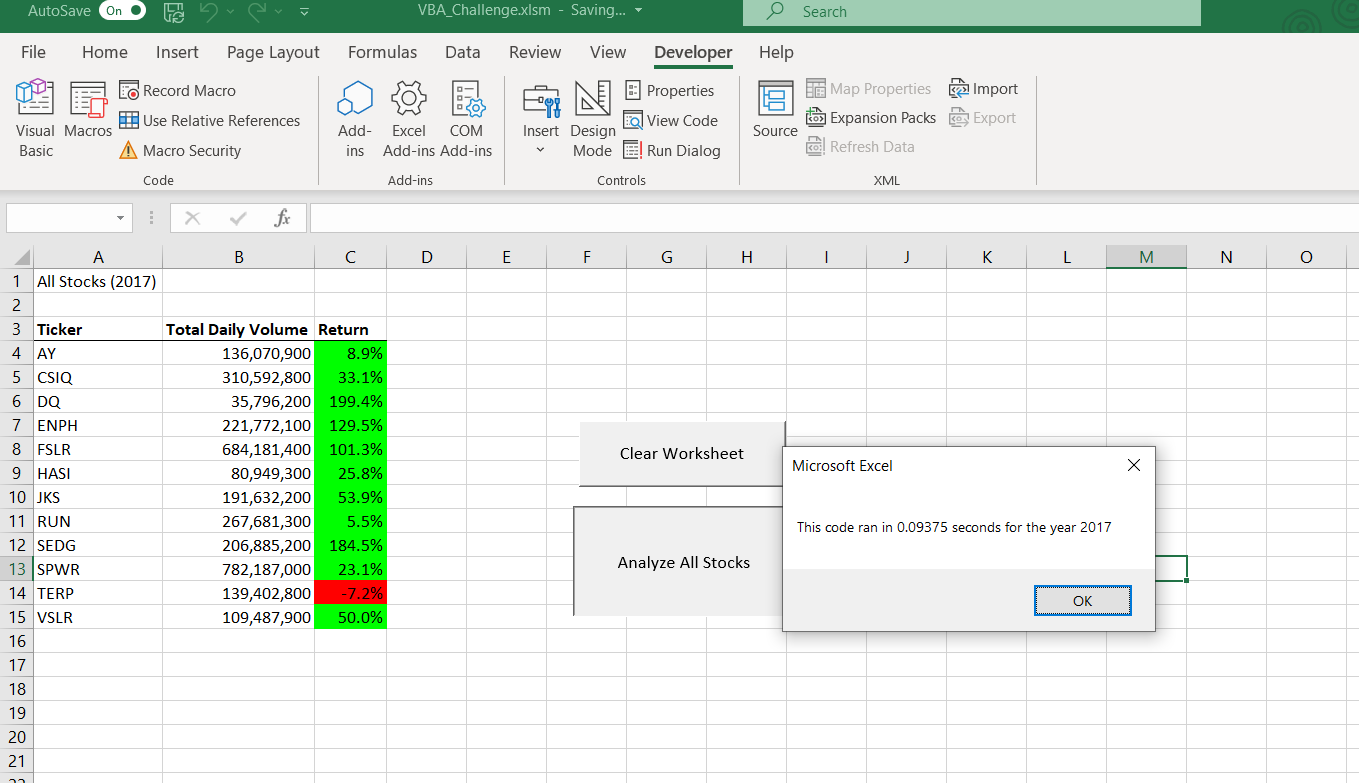 AutoSave On VBA_Challenge.xlsm - Saving... Search
File Home Insert Page Layout Formulas Data Review View Developer Help
Visual Basic
Macros
Record Macro
Use Relative References
Macro Security
Code
Add-ins
Excel Add-ins
COM Add-ins
Add-ins
Insert
Design Mode
Properties
View Code
Run Dialog
Controls
Source
Map Properties
Expansion Packs
Refresh Data
Import
Export
XML
fx
A B C D E F G H I J K L M N O
1 All Stocks (2017)
2
3 Ticker Total Daily Volume Return
4 AY 136,070,900 8.9%
5 CSIQ 310,592,800 33.1%
6 DQ 35,796,200 199.4%
7 ENPH 221,772,100 129.5%
8 FSLR 684,181,400 101.3%
9 HASI 80,949,300 25.8%
10 JKS 191,632,200 53.9%
11 RUN 267,681,300 5.5%
12 SEDG 206,885,200 184.5%
13 SPWR 782,187,000 23.1%
14 TERP 139,402,800 -7.2%
15 VSLR 109,487,900 50.0%
16
17
18
19
20
21
Clear Worksheet
Analyze All Stocks
Microsoft Excel
This code ran in 0.09375 seconds for the year 2017
OK